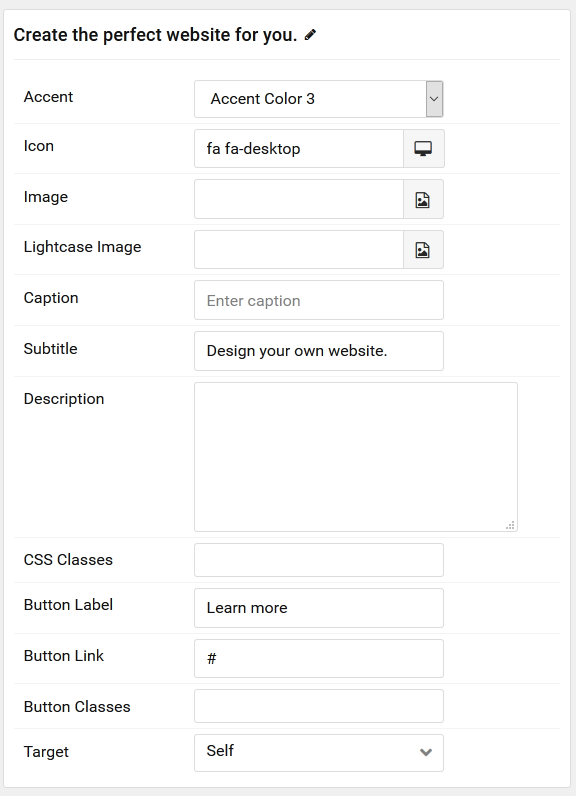 Create the perfect website for you.
Accent Accent Color 3
Icon fa fa-desktop
Image
Lightcase Image
Caption Enter caption
Subtitle Design your own website.
Description
CSS Classes
Button Label Learn more
Button Link #
Button Classes
Target Self